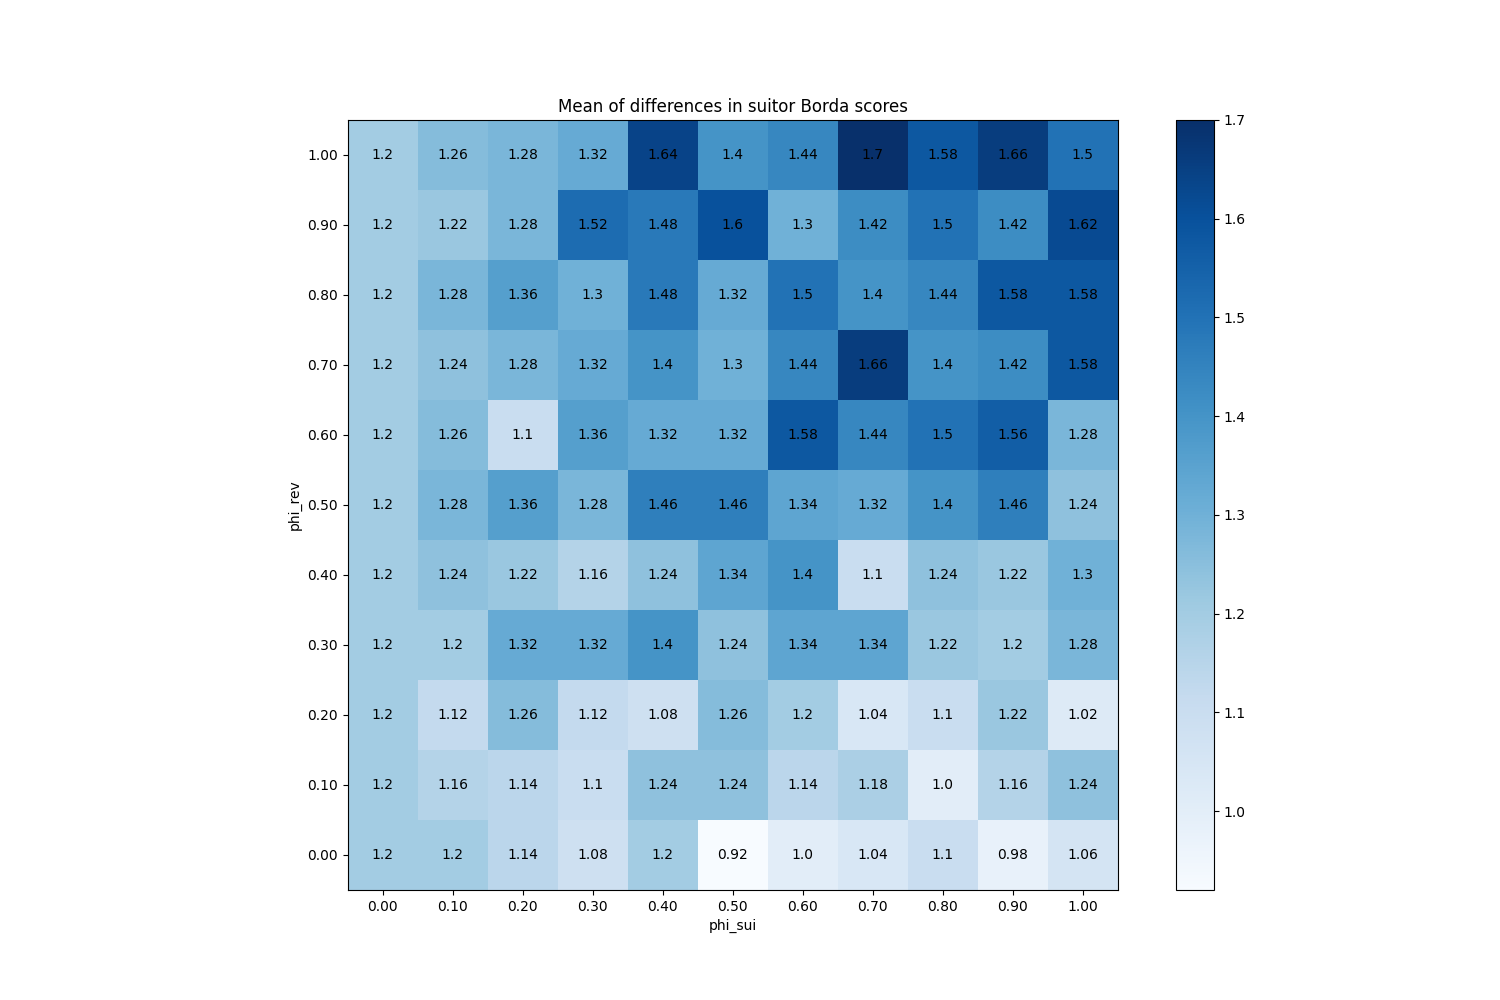 Mean of differences in suitor Borda scores
1.00 1.2 1.26 1.28 1.32 1.64 1.4 1.44 1.7 1.58 1.66 1.5
0.90 1.2 1.22 1.28 1.52 1.48 1.6 1.3 1.42 1.5 1.42 1.62
0.80 1.2 1.28 1.36 1.3 1.48 1.32 1.5 1.4 1.44 1.58 1.58
0.70 1.2 1.24 1.28 1.32 1.4 1.3 1.44 1.66 1.4 1.42 1.58
0.60 1.2 1.26 1.1 1.36 1.32 1.32 1.58 1.44 1.5 1.56 1.28
phi_rev
0.50 1.2 1.28 1.36 1.28 1.46 1.46 1.34 1.32 1.4 1.46 1.24
0.40 1.2 1.24 1.22 1.16 1.24 1.34 1.4 1.1 1.24 1.22 1.3
0.30 1.2 1.2 1.32 1.32 1.4 1.24 1.34 1.34 1.22 1.2 1.28
0.20 1.2 1.12 1.26 1.12 1.08 1.26 1.2 1.04 1.1 1.22 1.02
0.10 1.2 1.16 1.14 1.1 1.24 1.24 1.14 1.18 1.0 1.16 1.24
0.00 1.2 1.2 1.14 1.08 1.2 0.92 1.0 1.04 1.1 0.98 1.06
0.00 0.10 0.20 0.30 0.40 0.50 0.60 0.70 0.80 0.90 1.00
phi_sui
1.7
1.6
1.5
1.4
1.3
1.2
1.1
1.0